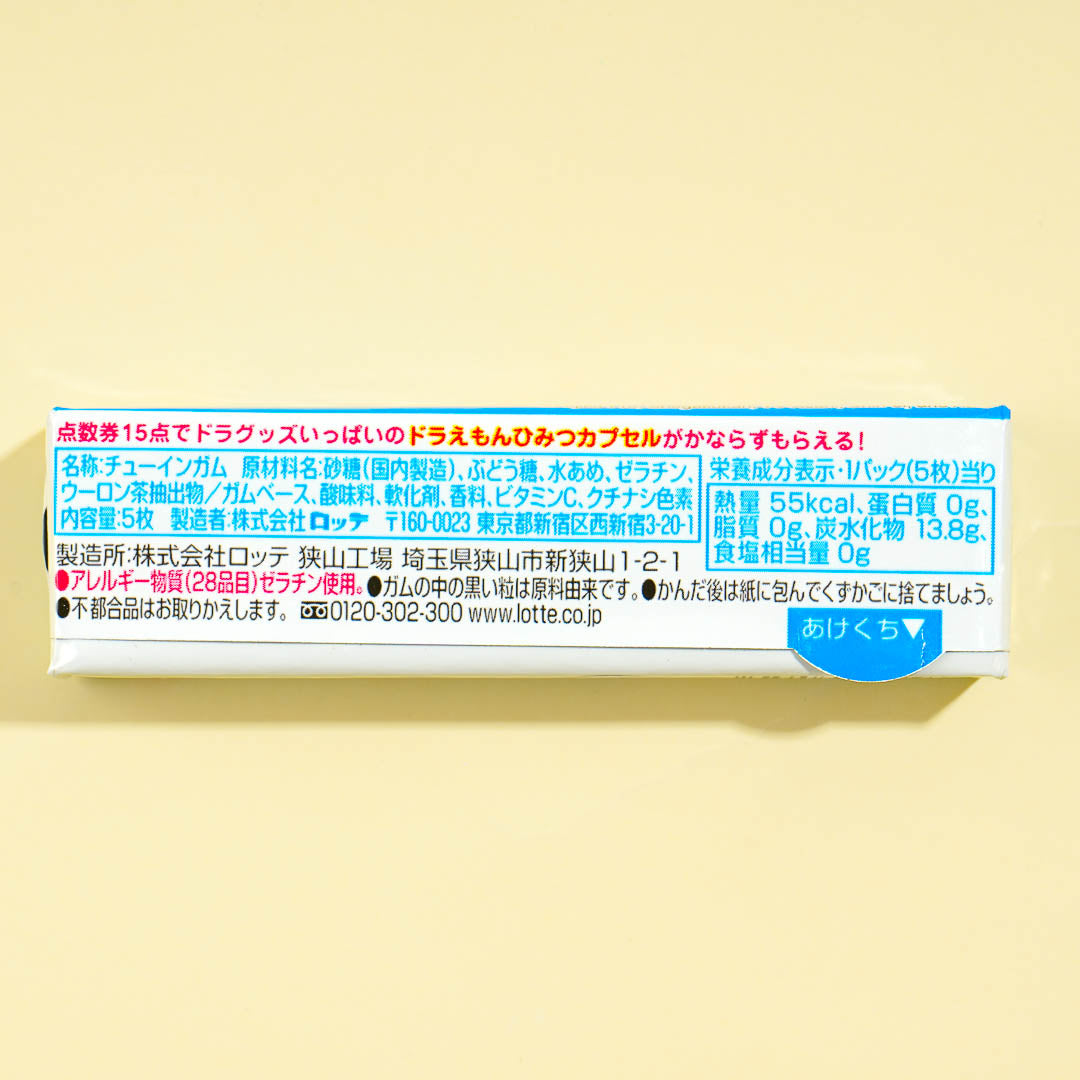 点数券15点でドラグッズいっぱいのドラえもんひみつカプセルがかならずもらえる!
名称:チューインガム 原材料名:砂糖(国内製造)、ぶどう糖、水あめ、ゼラチン、
ウーロン茶抽出物/ガムベース、酸味料、軟化剤、香料、ビタミンC、クチナシ色素
内容量:5枚 製造者:株式会社ロッテ 〒160-0023 東京都新宿区西新宿3-20-1
栄養成分表示・1パック(5枚)当り
熱量 55kcal、蛋白質 0g、
脂質 0g、炭水化物 13.8g、
食塩相当量 0g
製造所:株式会社ロッテ 狭山工場 埼玉県狭山市新狭山1-2-1
●アレルギー物質(28品目)ゼラチン使用。●ガムの中の黒い粒は原料由来です。●かんだ後は紙に包んでくずかごに捨てましょう。
●不都合品はお取りかえします。 0120-302-300 www.lotte.co.jp
あけくち▼